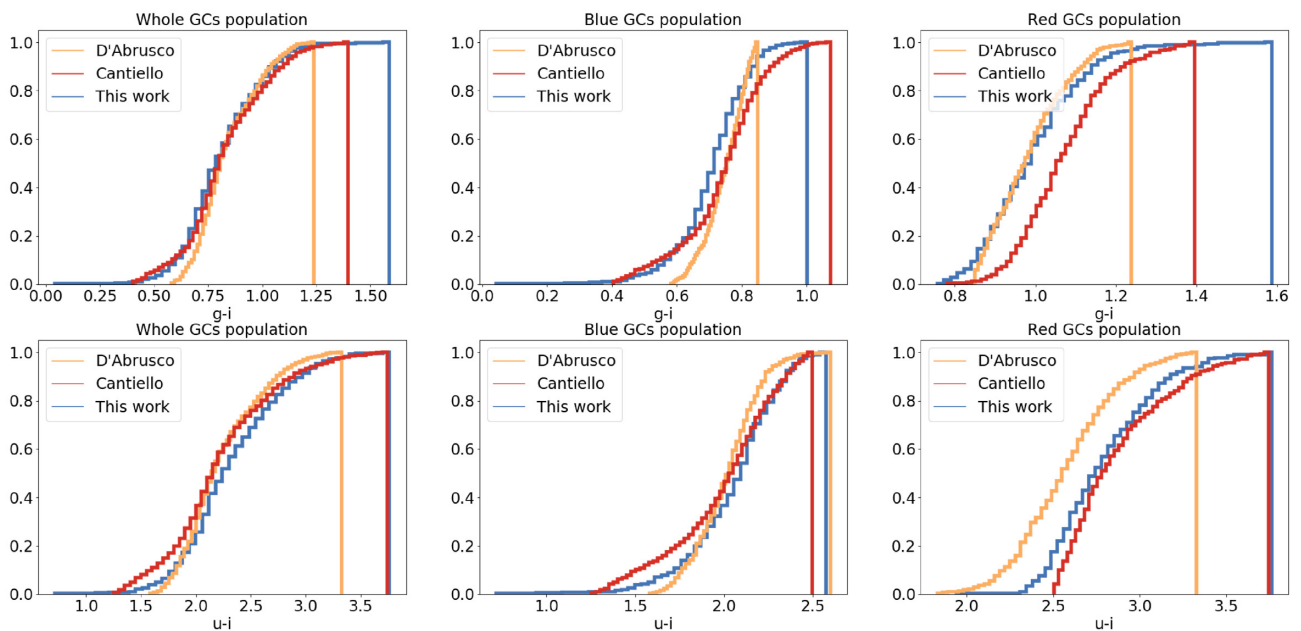 Whole GCs population
D'Abrusco
Cantiello
This work
1.0
0.8
0.6
0.4
0.2
0.0
0.00 0.25 0.50 0.75 1.00 1.25 1.50
g-i
Blue GCs population
D'Abrusco
Cantiello
This work
1.0
0.8
0.6
0.4
0.2
0.0
0.0 0.2 0.4 0.6 0.8 1.0
g-i
Red GCs population
D'Abrusco
Cantiello
This work
1.0
0.8
0.6
0.4
0.2
0.0
0.8 1.0 1.2 1.4 1.6
g-i
Whole GCs population
D'Abrusco
Cantiello
This work
1.0
0.8
0.6
0.4
0.2
0.0
1.0 1.5 2.0 2.5 3.0 3.5
u-i
Blue GCs population
D'Abrusco
Cantiello
This work
1.0
0.8
0.6
0.4
0.2
0.0
1.0 1.5 2.0 2.5
u-i
Red GCs population
D'Abrusco
Cantiello
This work
1.0
0.8
0.6
0.4
0.2
0.0
2.0 2.5 3.0 3.5
u-i